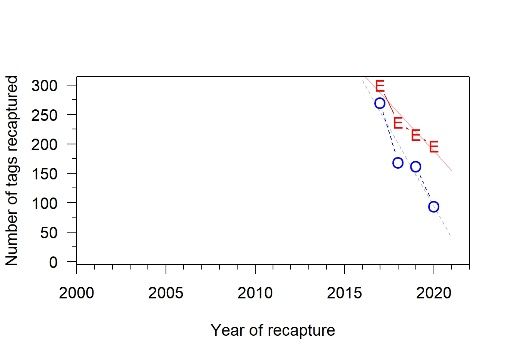 Number of tags recaptured
300
250
200
150
100
50
0
E
E
E
E
O
O
O
O
2000 2005 2010 2015 2020
Year of recapture